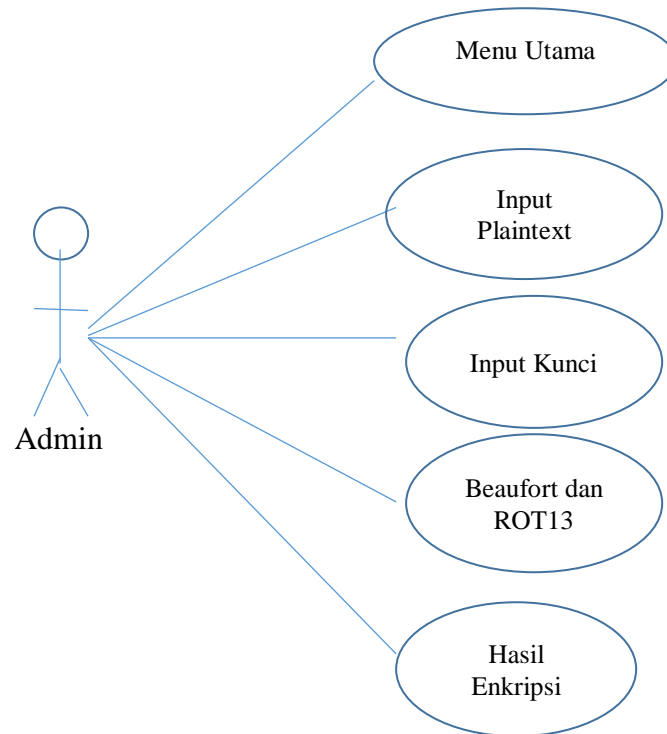 Menu Utama
Input
Plaintext
Input Kunci
Admin
Beaufort dan
ROT13
Hasil
Enkripsi